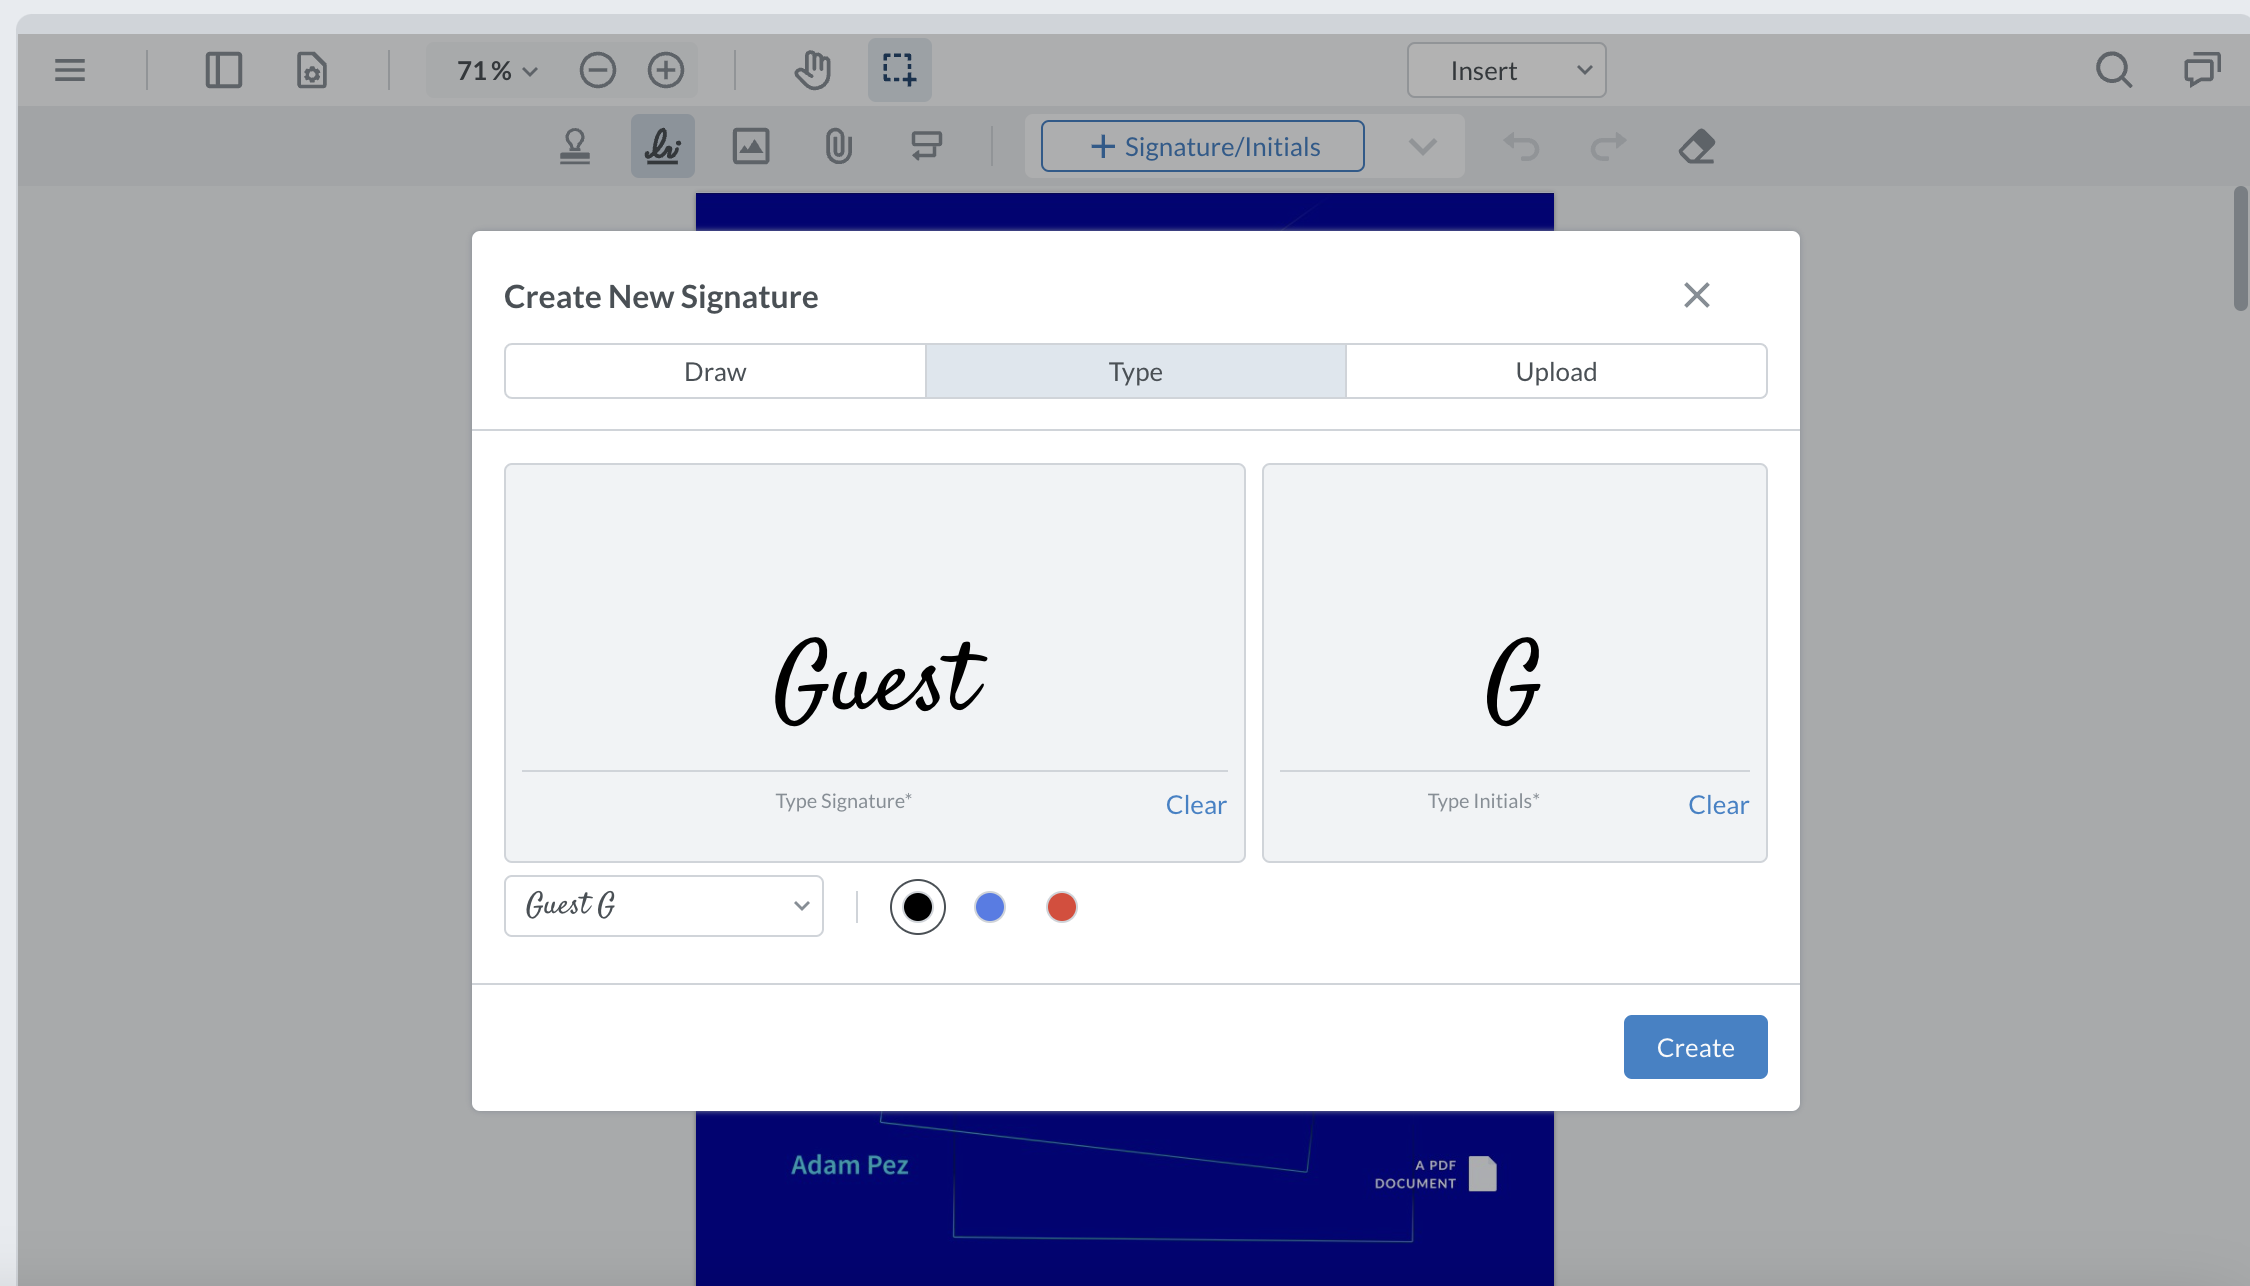 71%
Insert
Signature/Initials
Create New Signature
Draw
Type
Upload
Guest
G
Type Signature*
Clear
Type Initials*
Clear
Guest G
Create
Adam Pez
A PDF
DOCUMENT